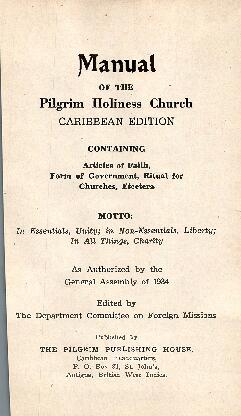 Manual
OF THE
Pilgrim Holiness Church
CARIBBEAN EDITION
CONTAINING
Articles of Faith,
Form of Government, Ritual for
Churches, Etcetera
MOTTO:
In Essentials, Unity; in Non-Essentials, Liberty;
In All Things, Charity
As Authorized by the
General Assembly of 1934
Edited by
The Department Committee on Foreign Missions
Published by
THE PILGRIM PUBLISHING HOUSE,
Caribbean Headquarters,
P. O. Box 81, St. John's,
Antigua, British West Indies.